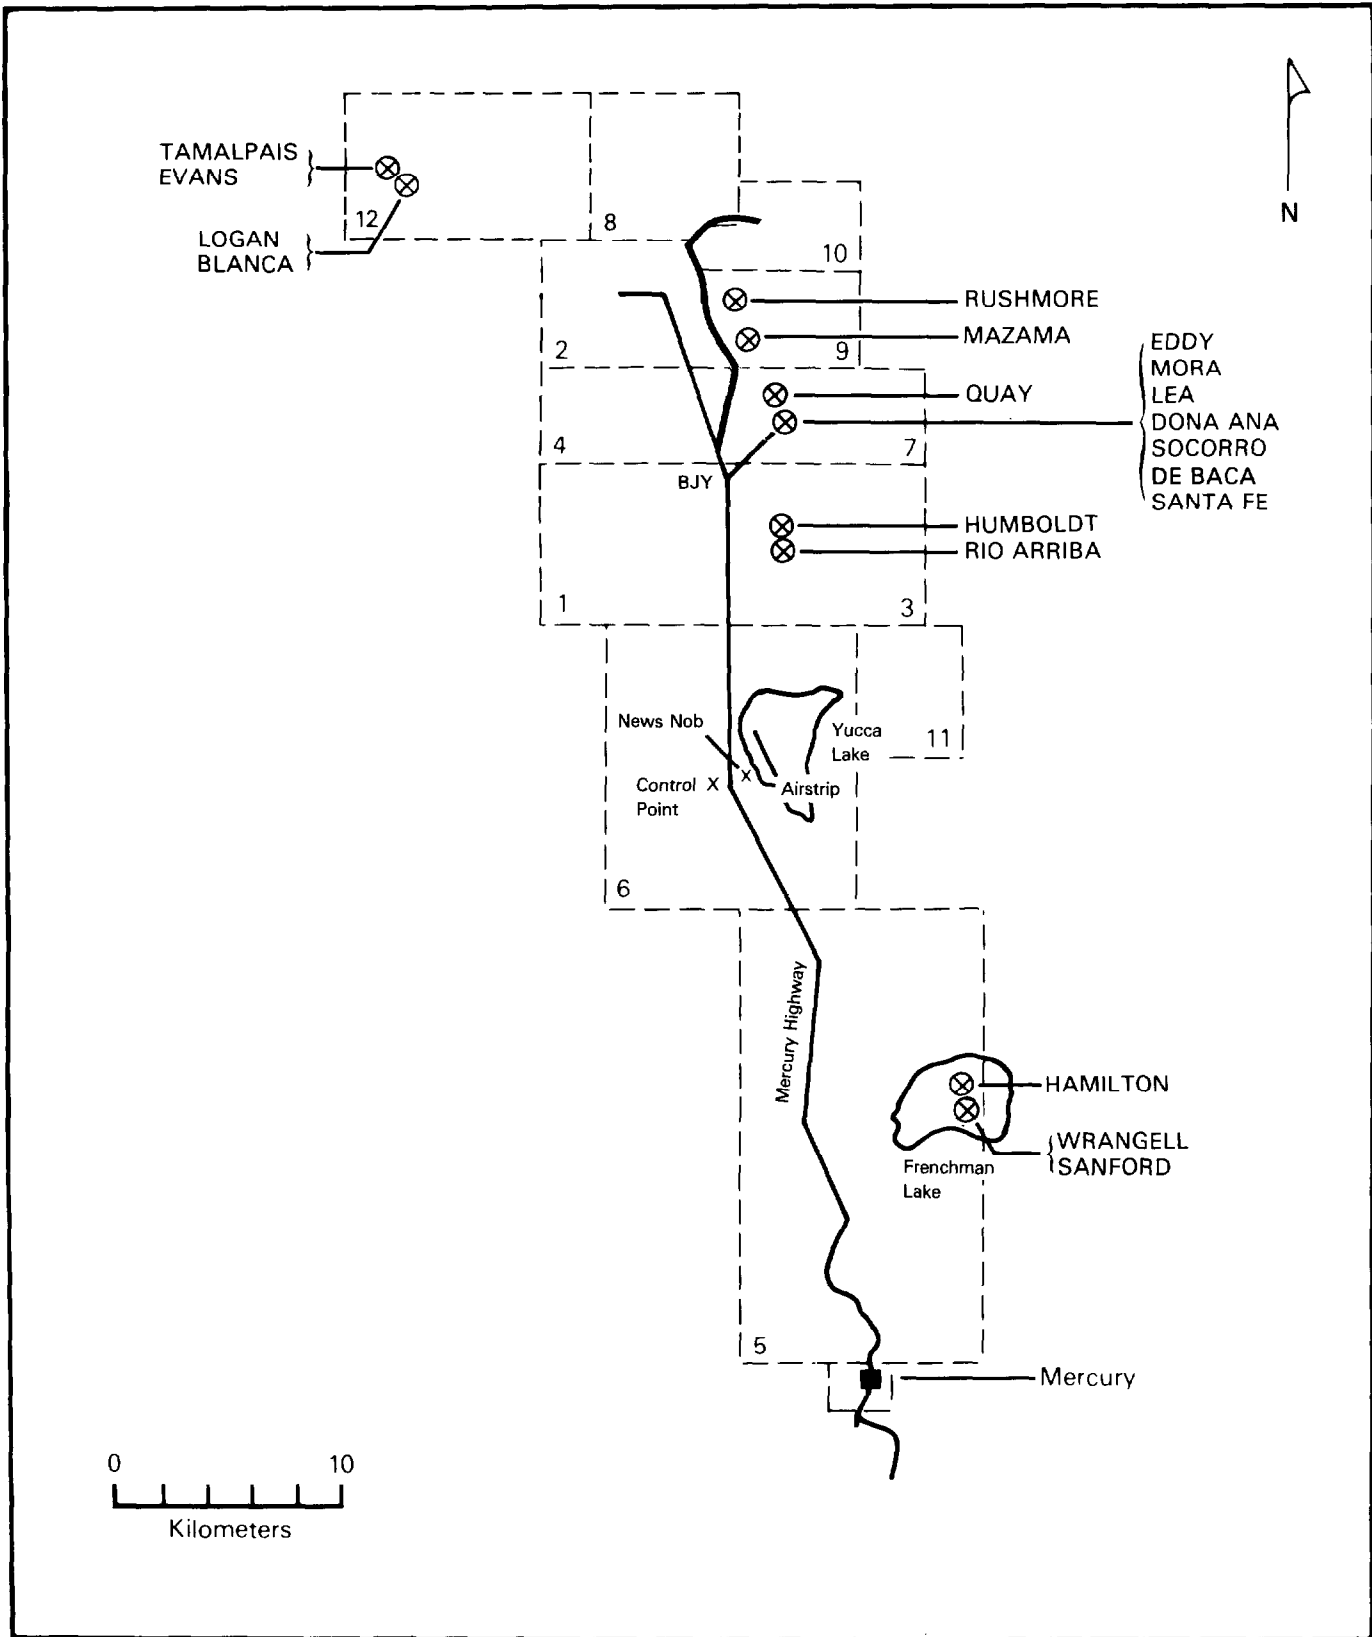 TAMALPAIS
EVANS
12
8
LOGAN
BLANCA
N
10
RUSHMORE
MAZAMA
2
9
EDDY
MORA
LEA
DONA ANA
SOCORRO
DE BACA
SANTA FE
QUAY
4
7
BJY
HUMBOLDT
RIO ARRIBA
1
3
News Nob
Yucca
Lake
11
Control
Point
X
X
Airstrip
6
Mercury Highway
HAMILTON
WRANGELL
SANFORD
Frenchman
Lake
5
Mercury
0
10
Kilometers